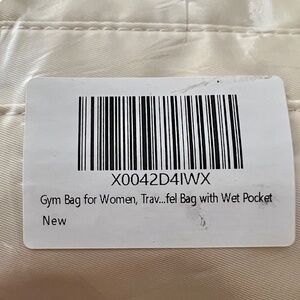 X0042D4IWX
Gym Bag for Women, Trav...fel Bag with Wet Pocket
New